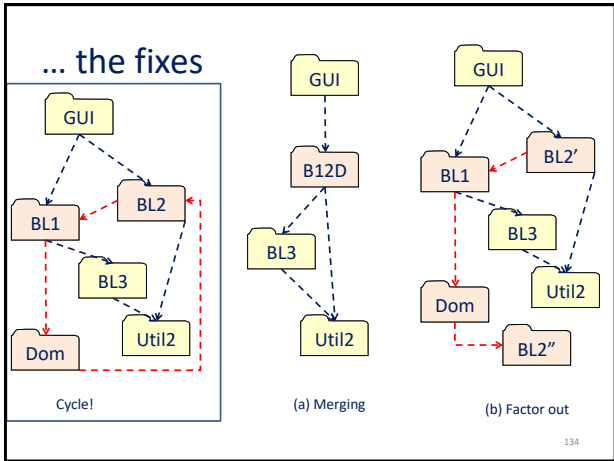 ... the fixes
GUI
BL1
BL2
BL3
Util2
Dom
Cycle!
GUI
B12D
BL3
Util2
(a) Merging
GUI
BL2’
BL1
BL3
Util2
Dom
BL2”
(b) Factor out
134